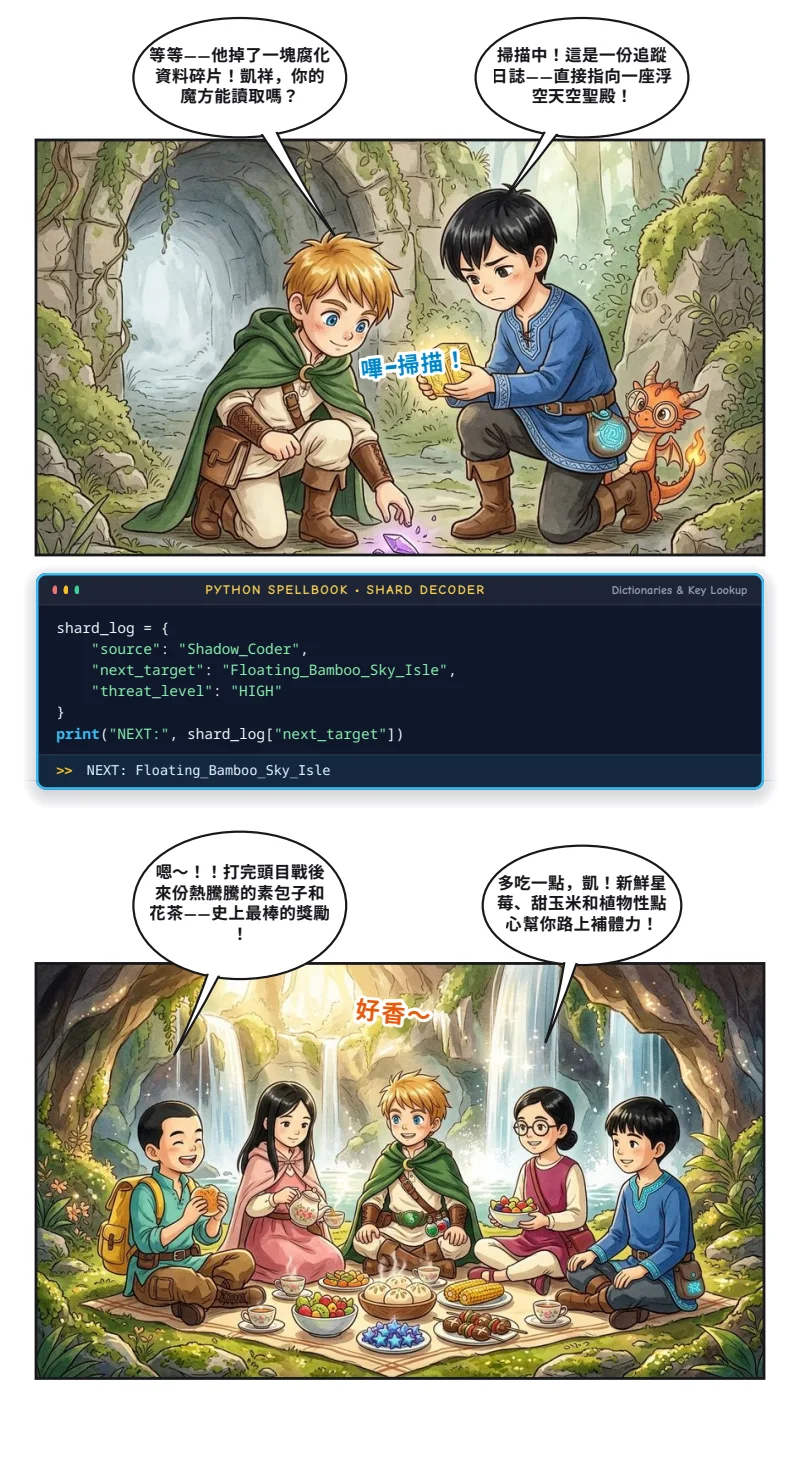 等等——他掉了一塊腐化
資料碎片！凱祥，你的
魔方能讀取嗎？
掃描中！這是一份追蹤
日誌——直接指向一座浮
空天空聖殿！
嗶-掃描！
PYTHON SPELLBOOK • SHARD DECODER
Dictionaries & Key Lookup
shard_log = {
    "source": "Shadow_Coder",
    "next_target": "Floating_Bamboo_Sky_Isle",
    "threat_level": "HIGH"
}
print("NEXT:", shard_log["next_target"])
>> NEXT: Floating_Bamboo_Sky_Isle
嗯～！！打完頭目戰後
來份熱騰騰的素包子和
花茶——史上最棒的獎勵
！
多吃一點，凱！新鮮星
莓、甜玉米和植物性點
心幫你路上補體力！
好香～